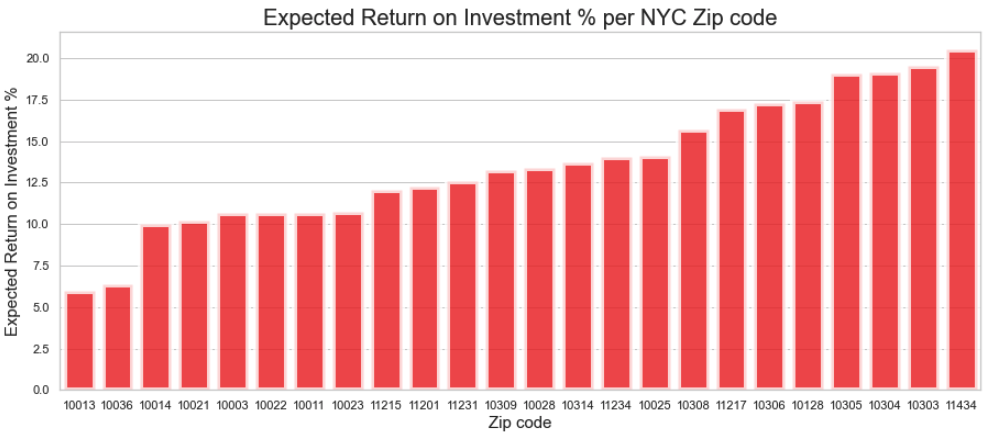 Expected Return on Investment % per NYC Zip code
Expected Return on Investment %
20.0
17.5
15.0
12.5
10.0
7.5
5.0
2.5
0.0
10013 10036 10014 10021 10003 10022 10011 10023 11215 11201 11231 10309 10028 10314 11234 10025 10308 11217 10306 10128 10305 10304 10303 11434
Zip code